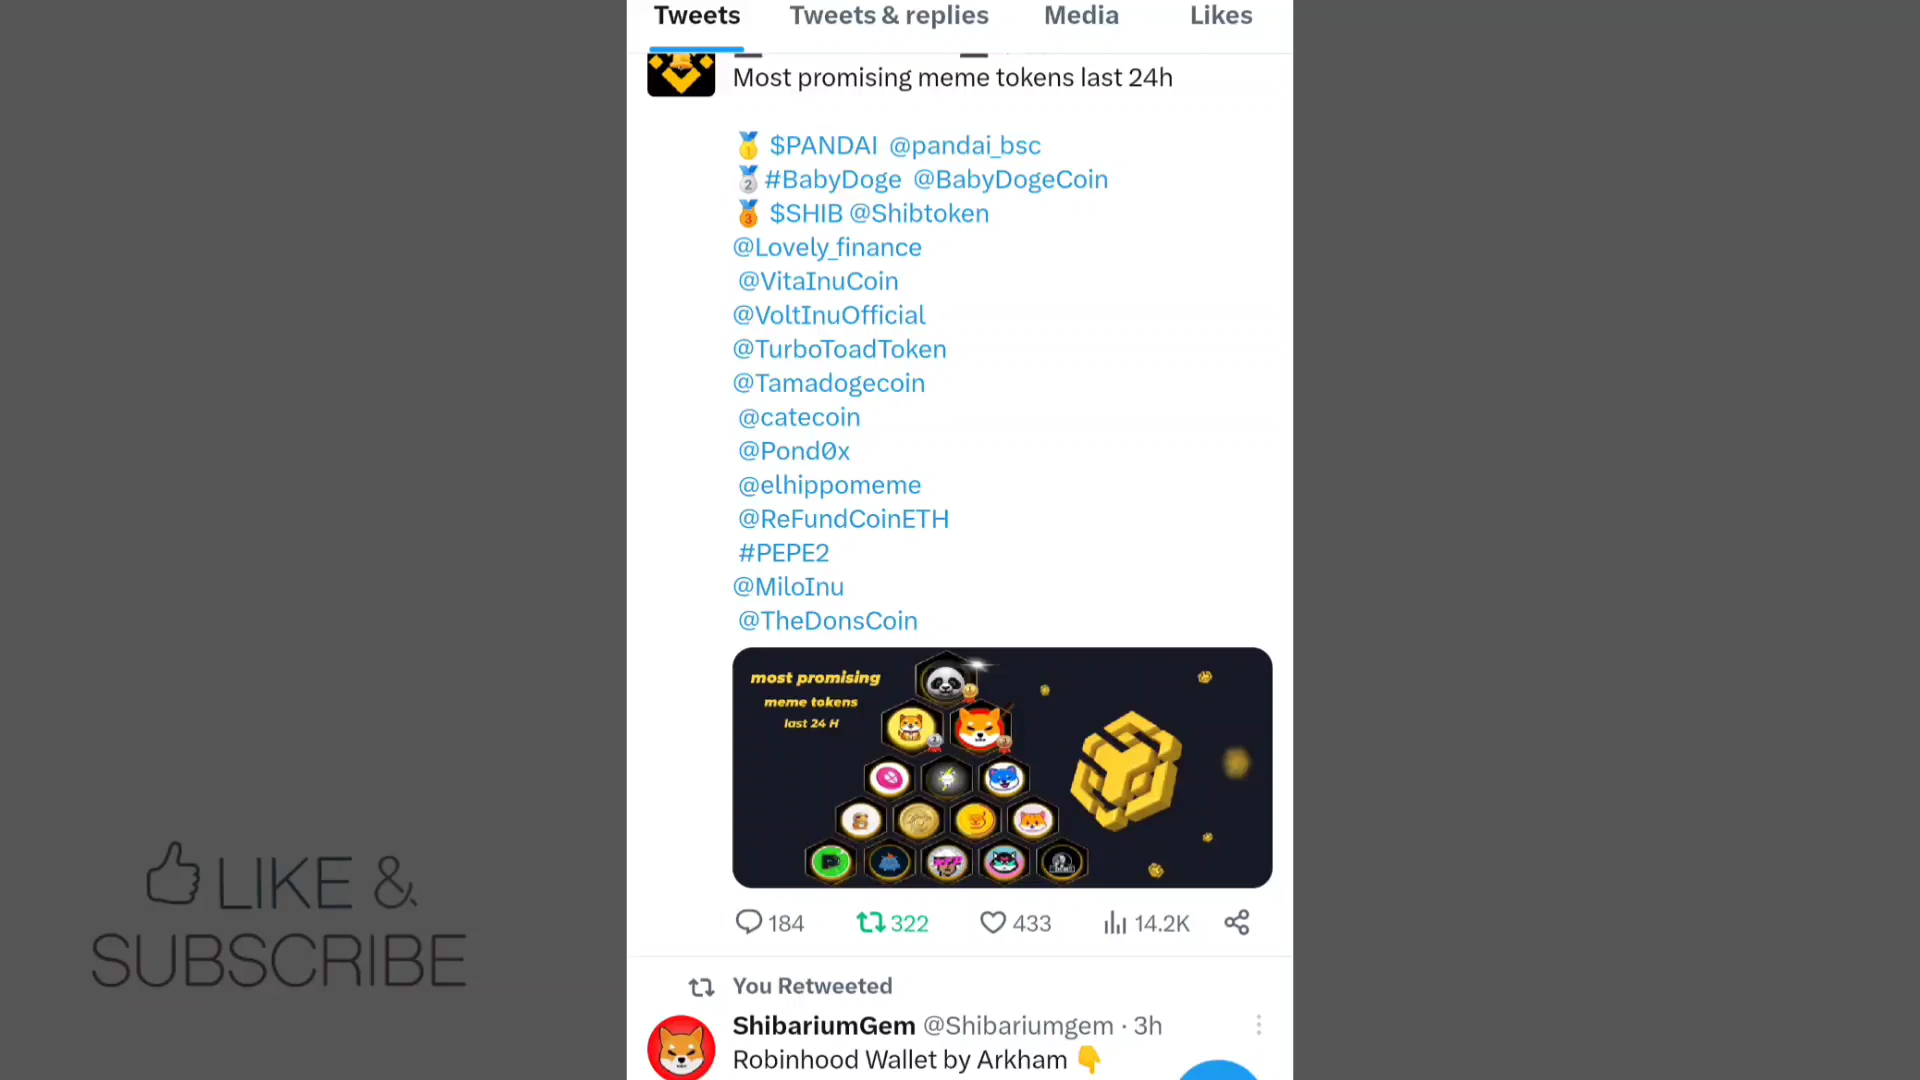 Tweets Tweets & replies Media Likes
Most promising meme tokens last 24h
$PANDAI @pandai_bsc
#BabyDoge @BabyDogeCoin
$SHIB @Shibtoken
@Lovely_finance
@VitaInuCoin
@VoltInuOfficial
@TurboToadToken
@Tamadogecoin
@catecoin
@Pond0x
@elhippomeme
@ReFundCoinETH
#PEPE2
@MiloInu
@TheDonsCoin
most promising
meme tokens
last 24 H
184 322 433 14.2K
You Retweeted
ShibariumGem @Shibariumgem · 3h
Robinhood Wallet by Arkham
LIKE &
SUBSCRIBE